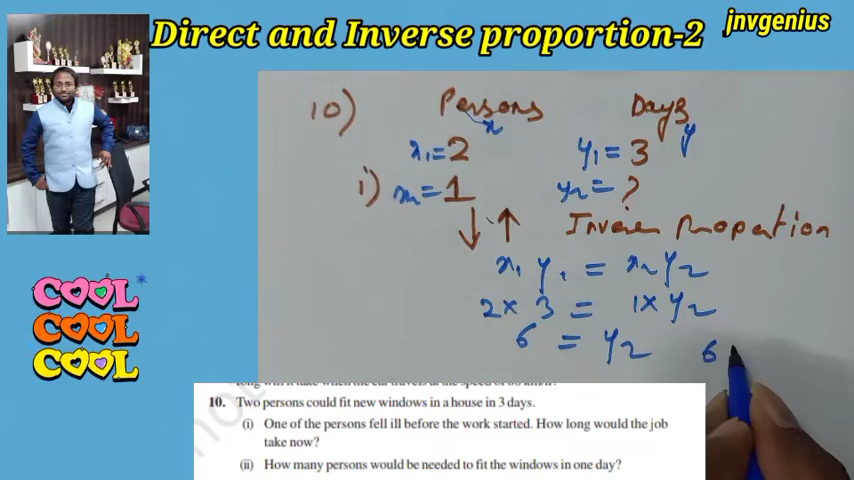 Direct and Inverse proportion-2
jnvgenius
10) Persons Days
x y
x₁ = 2 y₁ = 3
i) x₂ = 1 y₂ = ?
↓ ↑ Inverse Proportion
x₁ y₁ = x₂ y₂
2 × 3 = 1 × y₂
6 = y₂ 6
COOL
COOL
COOL
10. Two persons could fit new windows in a house in 3 days.
(i) One of the persons fell ill before the work started. How long would the job
take now?
(ii) How many persons would be needed to fit the windows in one day?